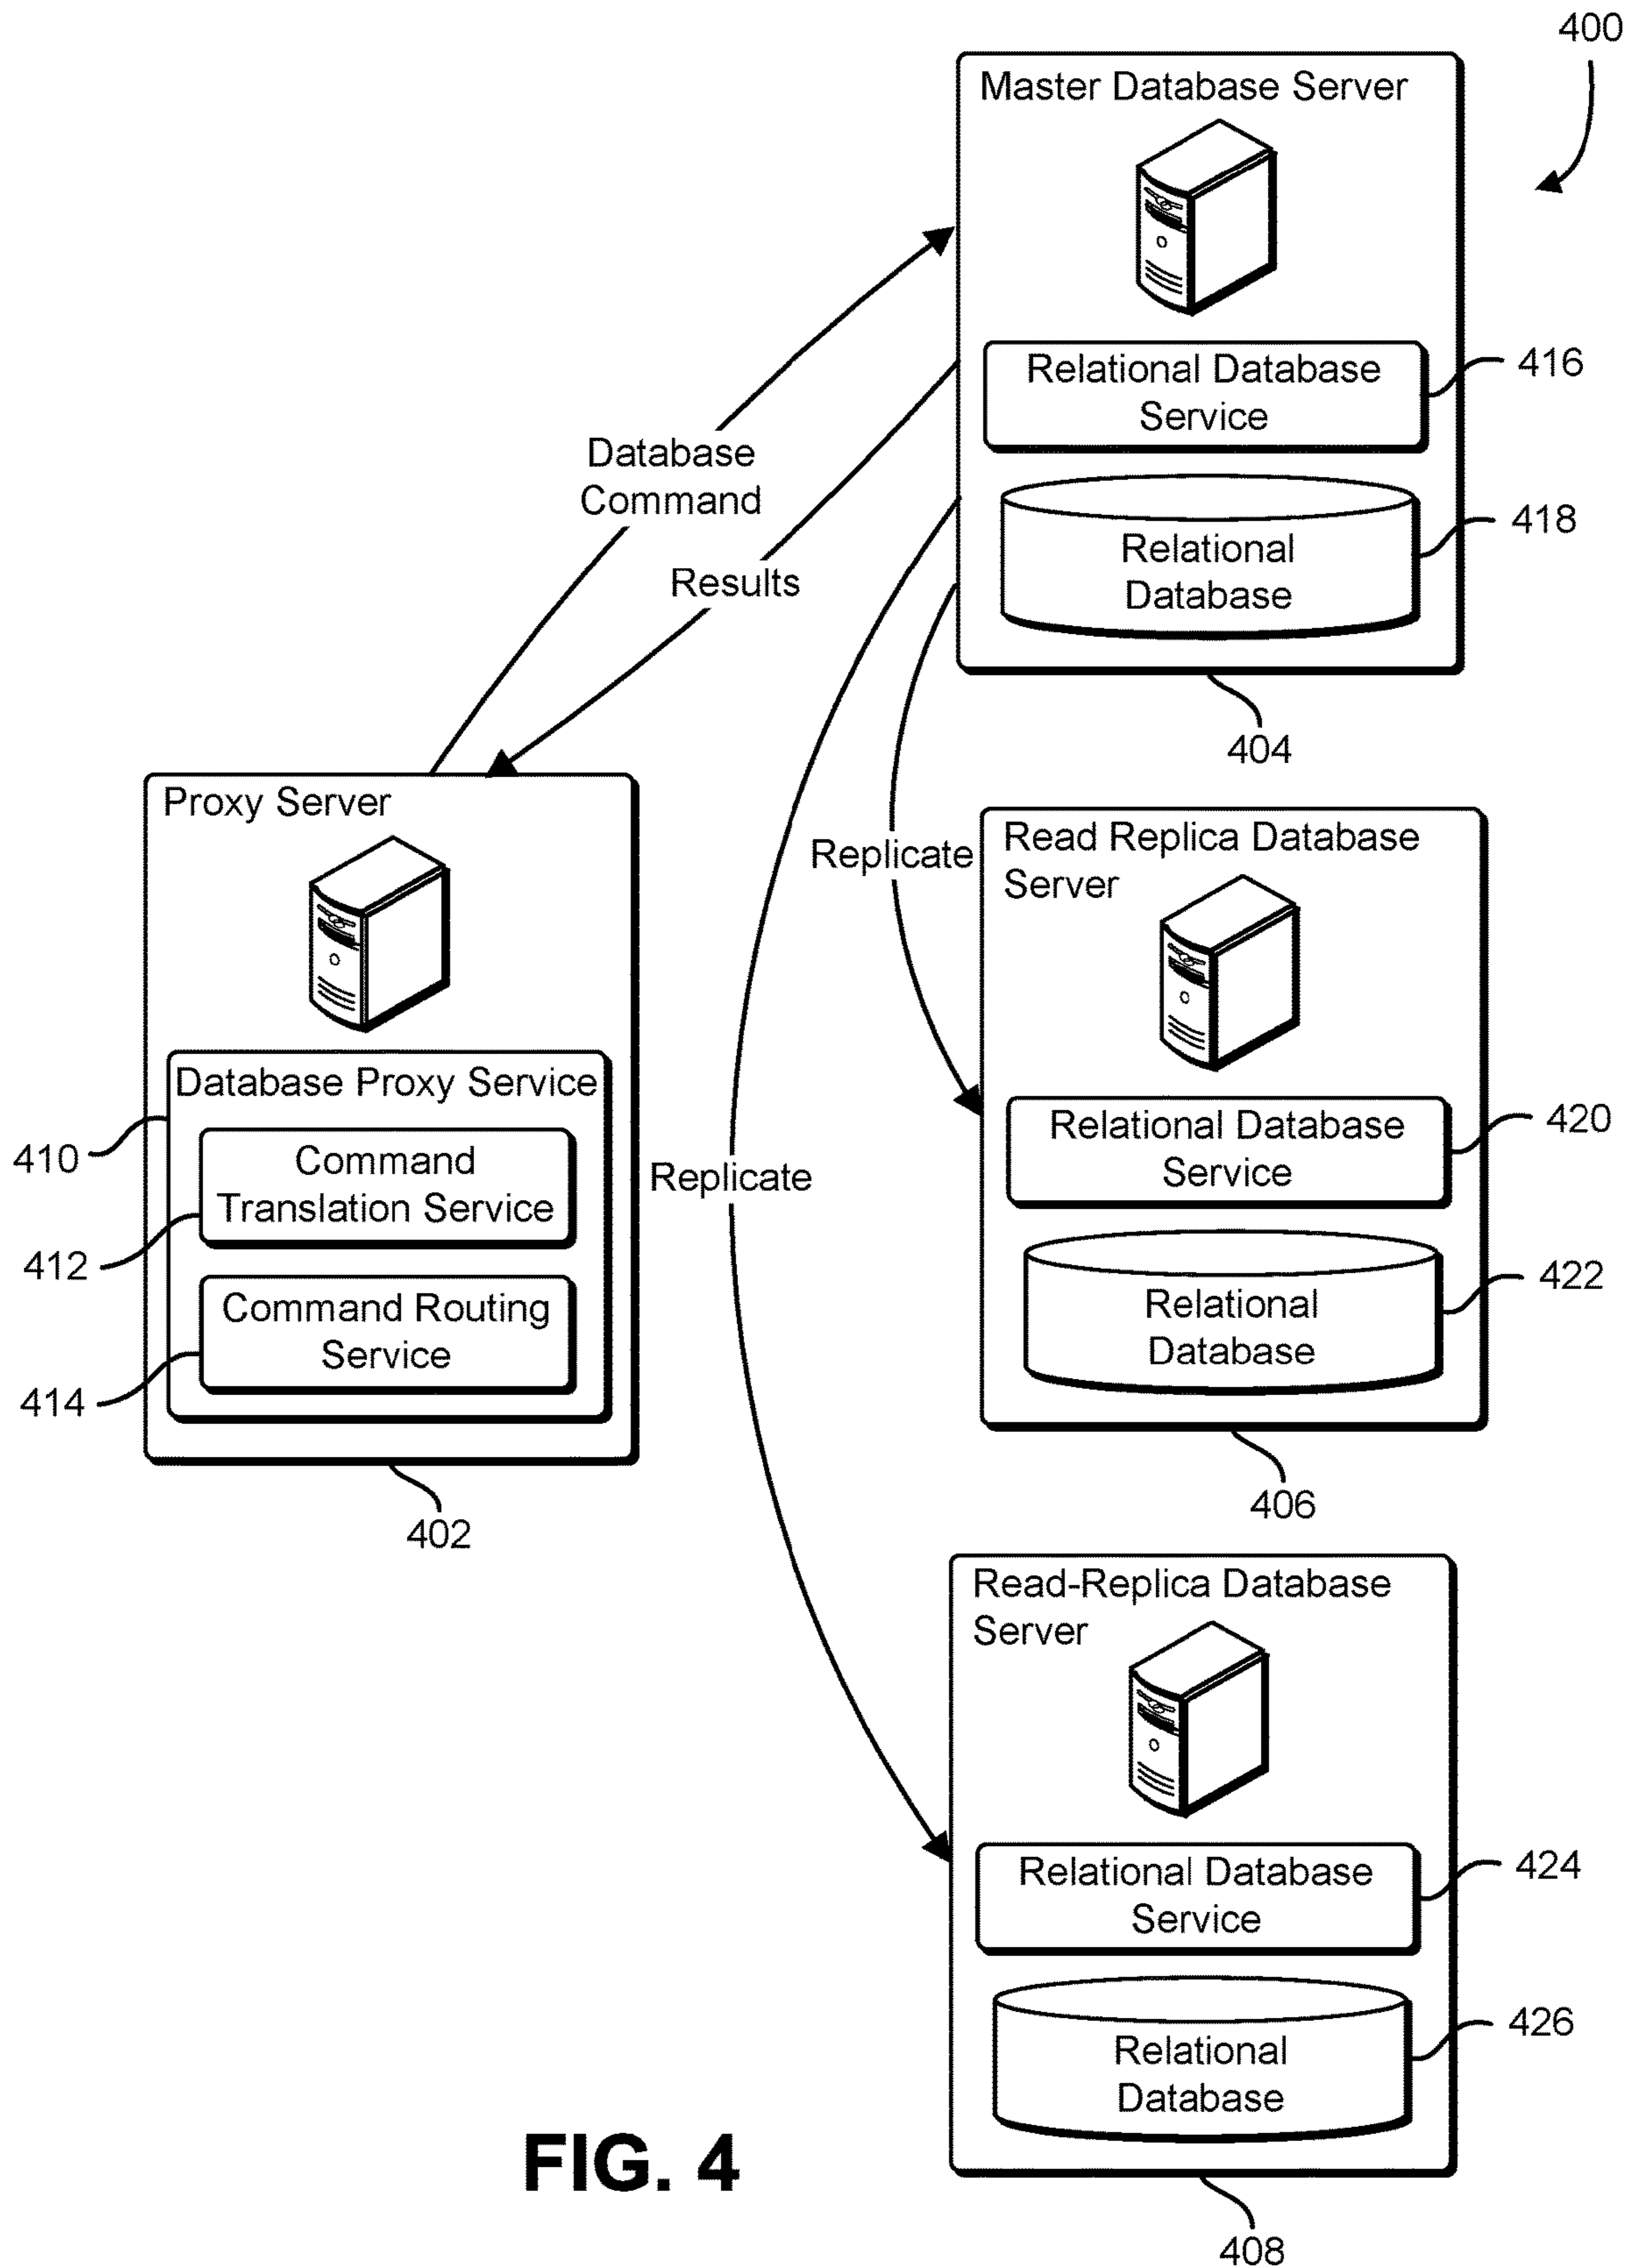 400
Master Database Server
Relational Database
Service
416
Relational
Database
418
404
Database
Command
Results
Proxy Server
Database Proxy Service
410
Command
Translation Service
412
Command Routing
Service
414
402
Replicate
Replicate
Read Replica Database
Server
Relational Database
Service
420
Relational
Database
422
406
Read-Replica Database
Server
Relational Database
Service
424
Relational
Database
426
408
FIG. 4